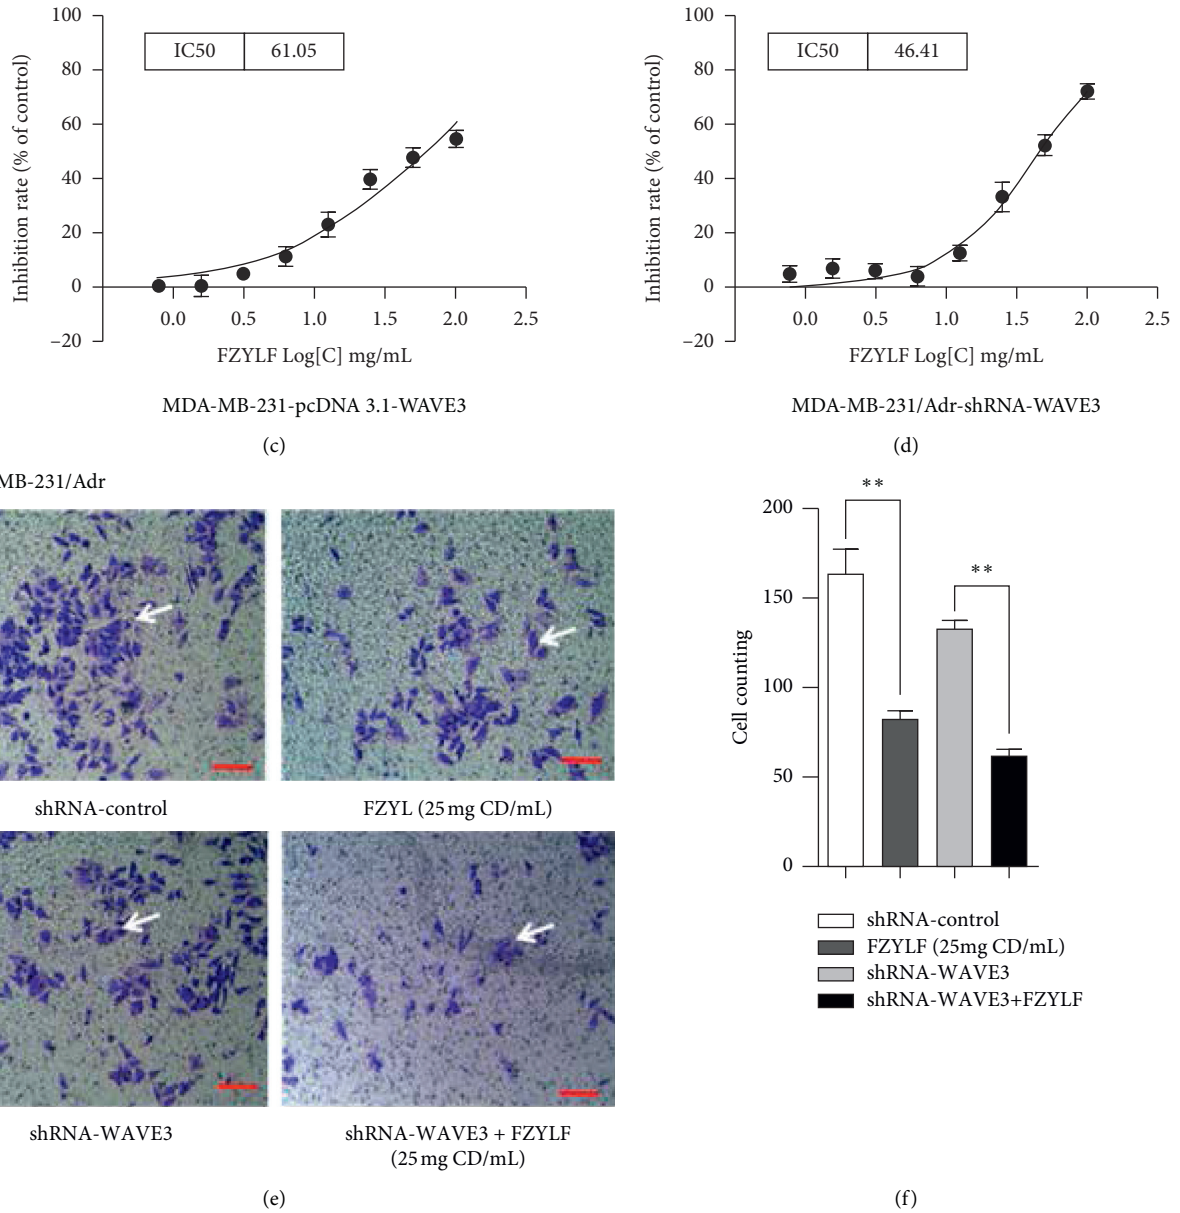 100
80
60
40
20
0
–20
Inhibition rate (% of control)
IC50 61.05
0.0 0.5 1.0 1.5 2.0 2.5
FZYLF Log[C] mg/mL
MDA-MB-231-pcDNA 3.1-WAVE3
(c)
100
80
60
40
20
0
–20
Inhibition rate (% of control)
IC50 46.41
0.0 0.5 1.0 1.5 2.0 2.5
FZYLF Log[C] mg/mL
MDA-MB-231/Adr-shRNA-WAVE3
(d)
MB-231/Adr
shRNA-control
FZYL (25 mg CD/mL)
shRNA-WAVE3
shRNA-WAVE3 + FZYLF
(25 mg CD/mL)
(e)
200
150
100
50
0
Cell counting
**
**
shRNA-control
FZYLF (25mg CD/mL)
shRNA-WAVE3
shRNA-WAVE3+FZYLF
(f)